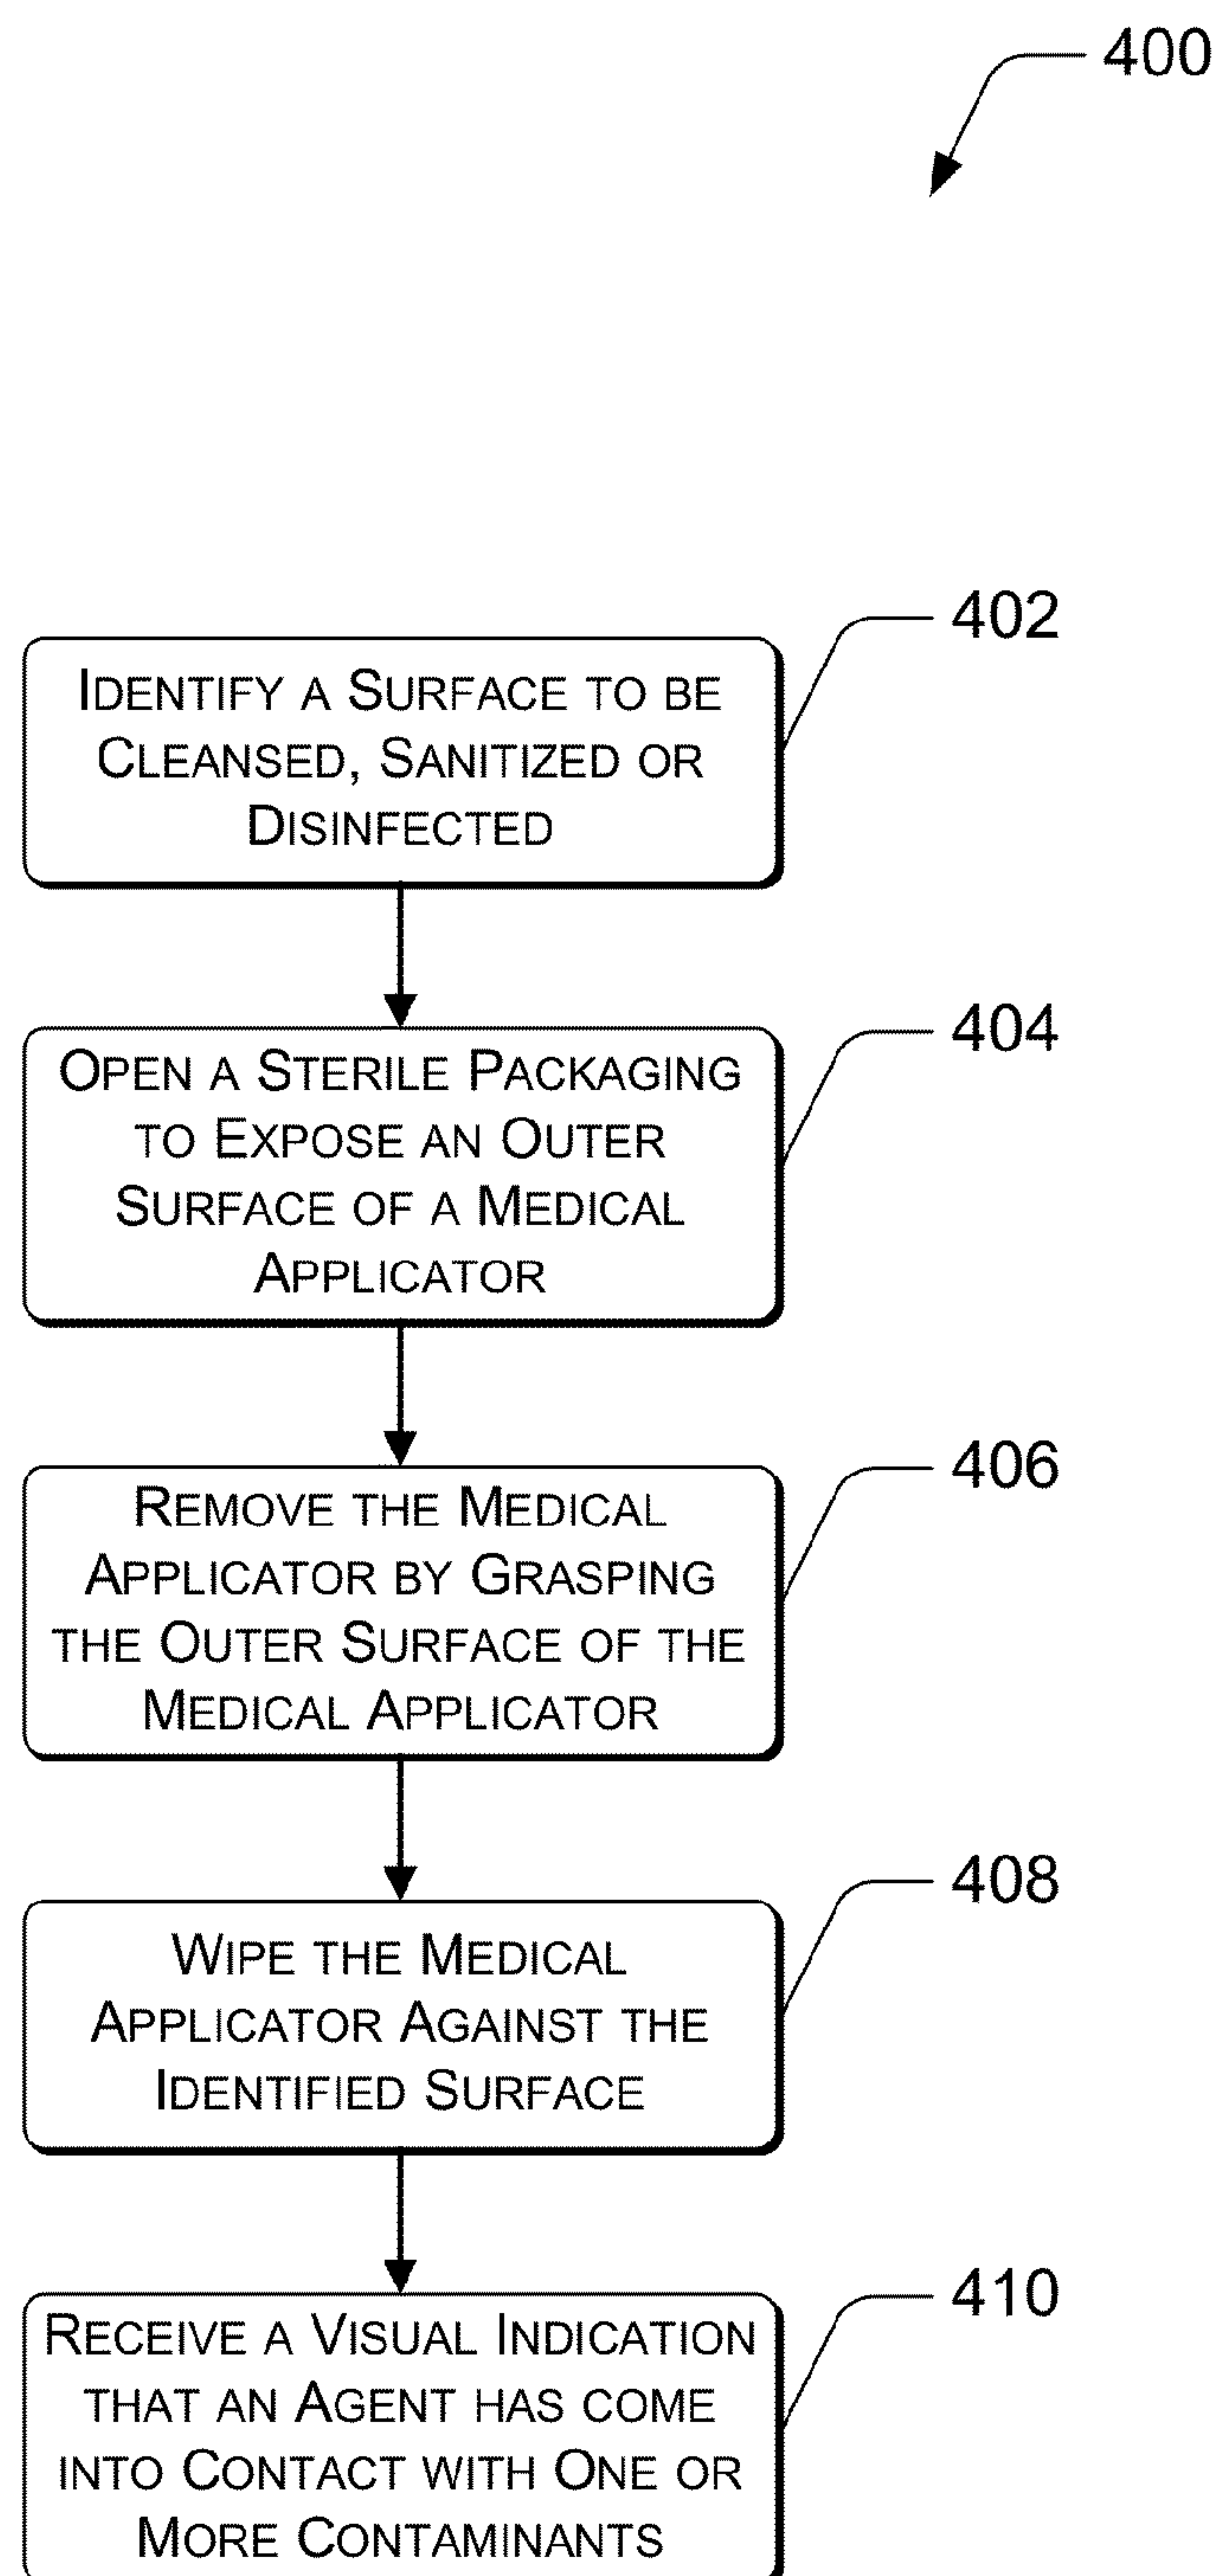 400
402
IDENTIFY A SURFACE TO BE
CLEANSED, SANITIZED OR
DISINFECTED
404
OPEN A STERILE PACKAGING
TO EXPOSE AN OUTER
SURFACE OF A MEDICAL
APPLICATOR
406
REMOVE THE MEDICAL
APPLICATOR BY GRASPING
THE OUTER SURFACE OF THE
MEDICAL APPLICATOR
408
WIPE THE MEDICAL
APPLICATOR AGAINST THE
IDENTIFIED SURFACE
410
RECEIVE A VISUAL INDICATION
THAT AN AGENT HAS COME
INTO CONTACT WITH ONE OR
MORE CONTAMINANTS